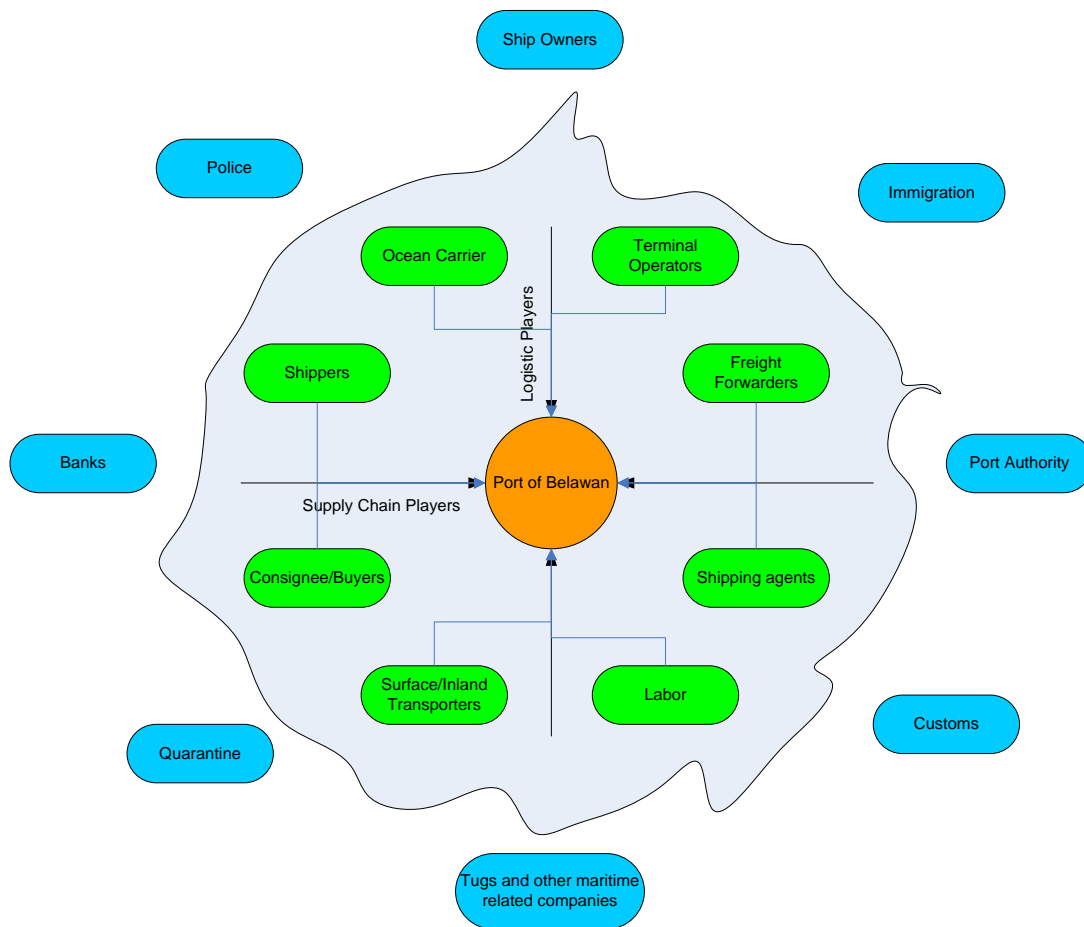 Ship Owners
Police
Immigration
Ocean Carrier
Terminal
Operators
Logistic Players
Shippers
Freight
Forwarders
Banks
Port of Belawan
Port Authority
Supply Chain Players
Consignee/Buyers
Shipping agents
Surface/Inland
Transporters
Labor
Quarantine
Customs
Tugs and other maritime
related companies